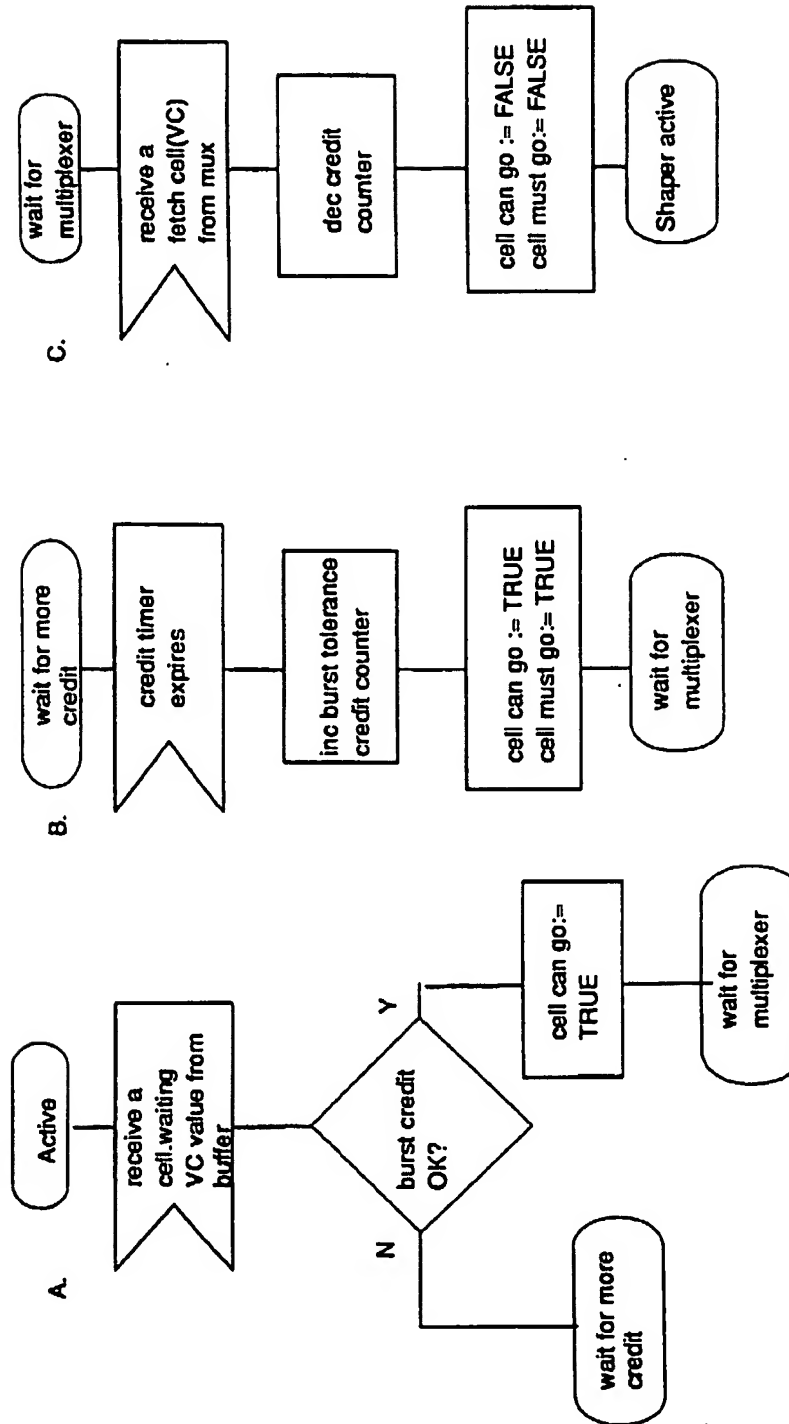 A.
Active
receive a
cell.waiting
VC value from
buffer
burst credit
OK?
N
Y
wait for more
credit
cell can go:=
TRUE
wait for
multiplexer
B.
wait for more
credit
credit timer
expires
inc burst tolerance
credit counter
cell can go := TRUE
cell must go:= TRUE
wait for
multiplexer
C.
wait for
multiplexer
receive a
fetch cell(VC)
from mux
dec credit
counter
cell can go := FALSE
cell must go:= FALSE
Shaper active